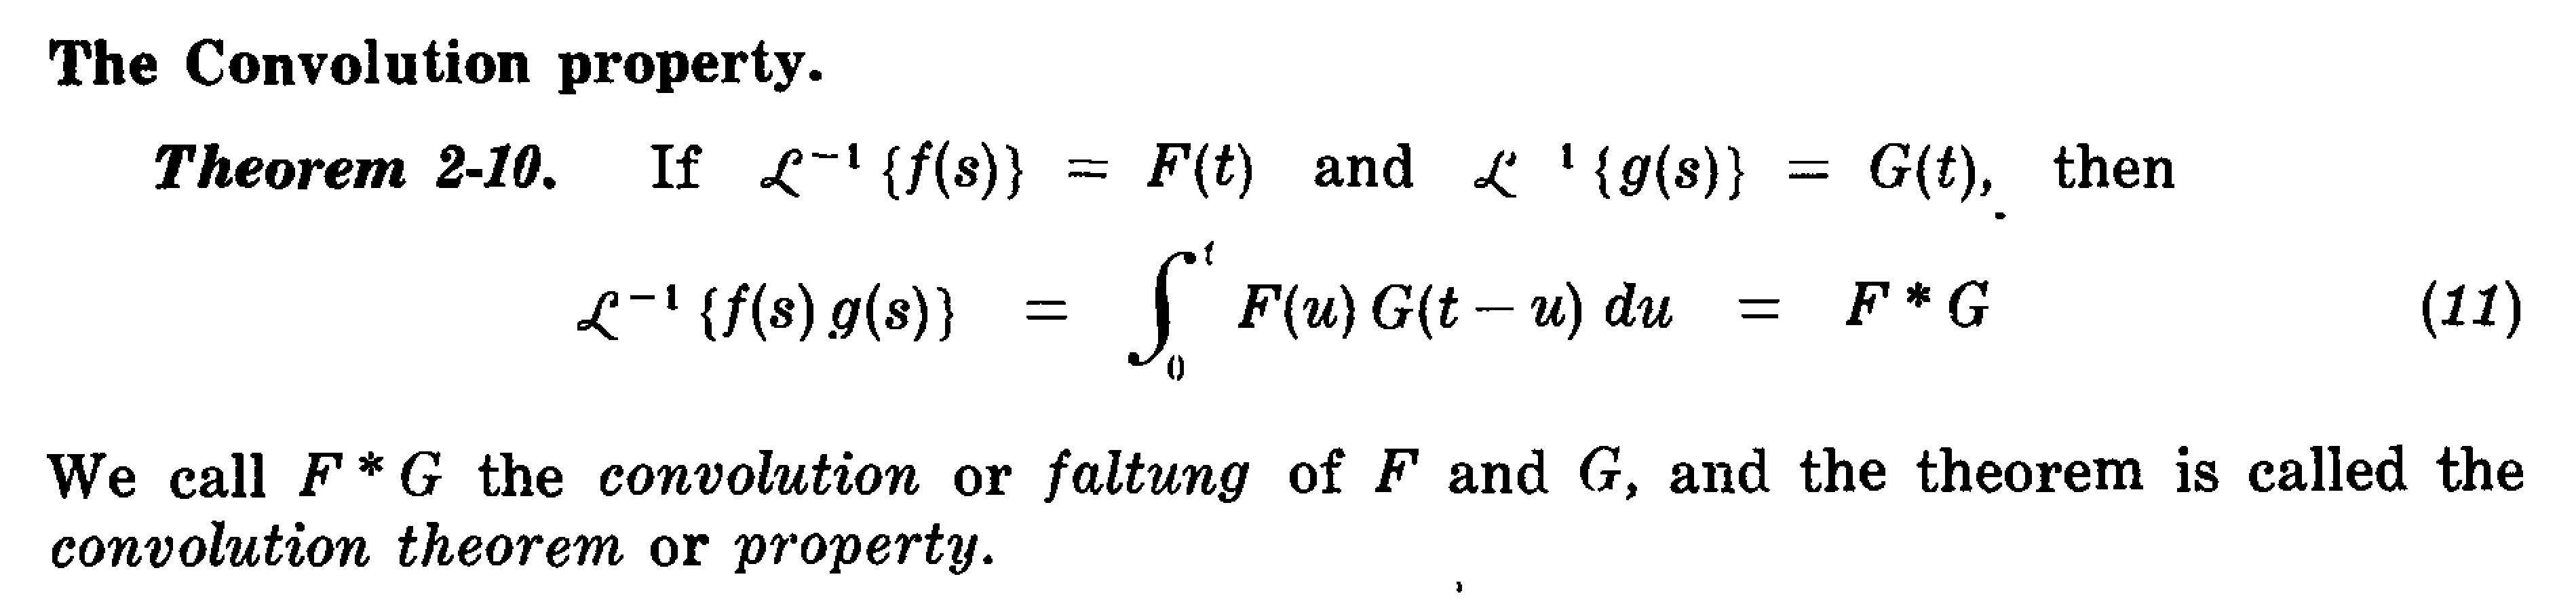 The Convolution property.
Theorem 2-10. If ℒ⁻¹ {f(s)} = F(t) and ℒ ¹ {g(s)} = G(t), then
ℒ⁻¹ {f(s) g(s)} = ∫₀ᵗ F(u) G(t − u) du = F * G (11)
We call F * G the convolution or faltung of F and G, and the theorem is called the
convolution theorem or property.